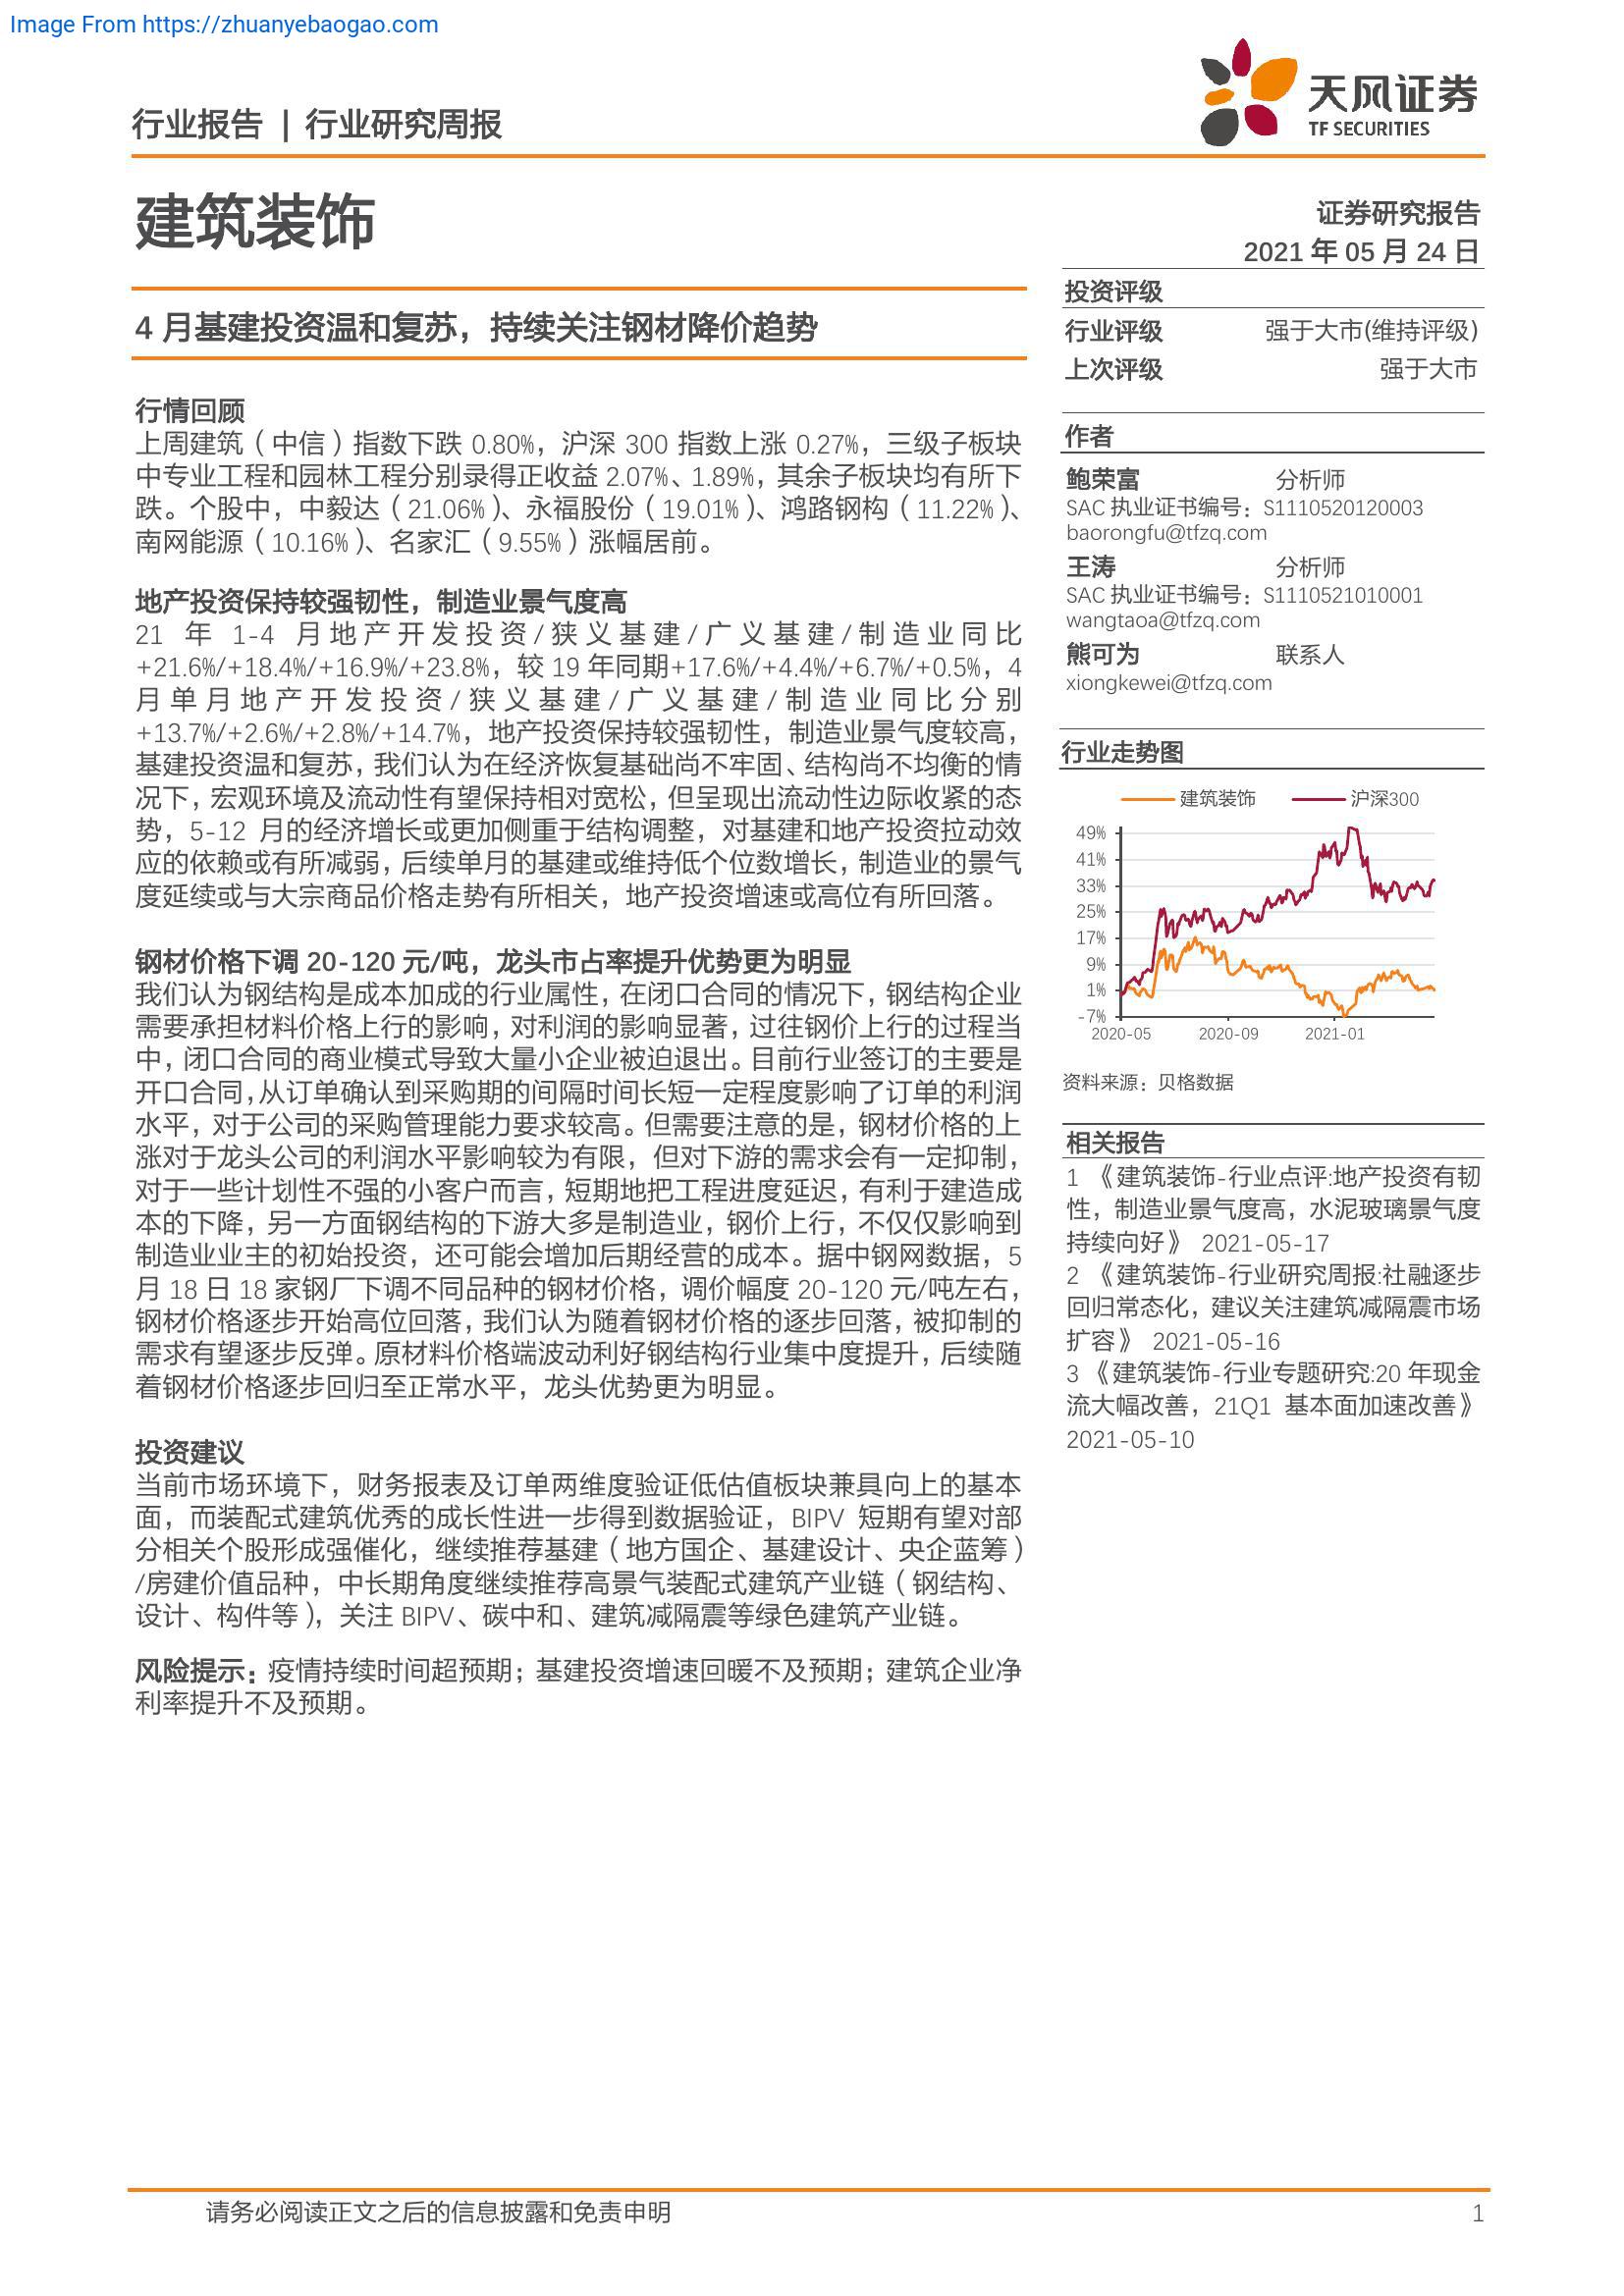 Image From https://zhuanyebaogao.com
行业报告 | 行业研究周报
天风证券
TF SECURITIES
建筑装饰
证券研究报告
2021 年 05 月 24 日
4 月基建投资温和复苏，持续关注钢材降价趋势
行情回顾
上周建筑（中信）指数下跌 0.80%，沪深 300 指数上涨 0.27%，三级子板块
中专业工程和园林工程分别录得正收益 2.07%、1.89%，其余子板块均有所下
跌。个股中，中毅达（21.06%）、永福股份（19.01%）、鸿路钢构（11.22%）、
南网能源（10.16%）、名家汇（9.55%）涨幅居前。
地产投资保持较强韧性，制造业景气度高
21 年 1-4 月地产开发投资/狭义基建/广义基建/制造业同比
+21.6%/+18.4%/+16.9%/+23.8%，较 19 年同期+17.6%/+4.4%/+6.7%/+0.5%，4
月单月地产开发投资/狭义基建/广义基建/制造业同比分别
+13.7%/+2.6%/+2.8%/+14.7%，地产投资保持较强韧性，制造业景气度较高，
基建投资温和复苏，我们认为在经济恢复基础尚不牢固、结构尚不均衡的情
况下，宏观环境及流动性有望保持相对宽松，但呈现出流动性边际收紧的态
势，5-12 月的经济增长或更加侧重于结构调整，对基建和地产投资拉动效
应的依赖或有所减弱，后续单月的基建或维持低个位数增长，制造业的景气
度延续或与大宗商品价格走势有所相关，地产投资增速或高位有所回落。
钢材价格下调 20-120 元/吨，龙头市占率提升优势更为明显
我们认为钢结构是成本加成的行业属性，在闭口合同的情况下，钢结构企业
需要承担材料价格上行的影响，对利润的影响显著，过往钢价上行的过程当
中，闭口合同的商业模式导致大量小企业被迫退出。目前行业签订的主要是
开口合同，从订单确认到采购期的间隔时间长短一定程度影响了订单的利润
水平，对于公司的采购管理能力要求较高。但需要注意的是，钢材价格的上
涨对于龙头公司的利润水平影响较为有限，但对下游的需求会有一定抑制，
对于一些计划性不强的小客户而言，短期地把工程进度延迟，有利于建造成
本的下降，另一方面钢结构的下游大多是制造业，钢价上行，不仅仅影响到
制造业业主的初始投资，还可能会增加后期经营的成本。据中钢网数据，5
月 18 日 18 家钢厂下调不同品种的钢材价格，调价幅度 20-120 元/吨左右，
钢材价格逐步开始高位回落，我们认为随着钢材价格的逐步回落，被抑制的
需求有望逐步反弹。原材料价格端波动利好钢结构行业集中度提升，后续随
着钢材价格逐步回归至正常水平，龙头优势更为明显。
投资建议
当前市场环境下，财务报表及订单两维度验证低估值板块兼具向上的基本
面，而装配式建筑优秀的成长性进一步得到数据验证，BIPV 短期有望对部
分相关个股形成强催化，继续推荐基建（地方国企、基建设计、央企蓝筹）
/房建价值品种，中长期角度继续推荐高景气装配式建筑产业链（钢结构、
设计、构件等），关注 BIPV、碳中和、建筑减隔震等绿色建筑产业链。
风险提示：疫情持续时间超预期；基建投资增速回暖不及预期；建筑企业净
利率提升不及预期。
投资评级
行业评级 强于大市(维持评级)
上次评级 强于大市
作者
鲍荣富 分析师
SAC 执业证书编号：S1110520120003
baorongfu@tfzq.com
王涛 分析师
SAC 执业证书编号：S1110521010001
wangtaoa@tfzq.com
熊可为 联系人
xiongkewei@tfzq.com
行业走势图
建筑装饰 沪深300
49%
41%
33%
25%
17%
9%
1%
-7%
2020-05 2020-09 2021-01
资料来源：贝格数据
相关报告
1 《建筑装饰-行业点评:地产投资有韧
性，制造业景气度高，水泥玻璃景气度
持续向好》 2021-05-17
2 《建筑装饰-行业研究周报:社融逐步
回归常态化，建议关注建筑减隔震市场
扩容》 2021-05-16
3 《建筑装饰-行业专题研究:20 年现金
流大幅改善，21Q1 基本面加速改善》
2021-05-10
请务必阅读正文之后的信息披露和免责申明 1